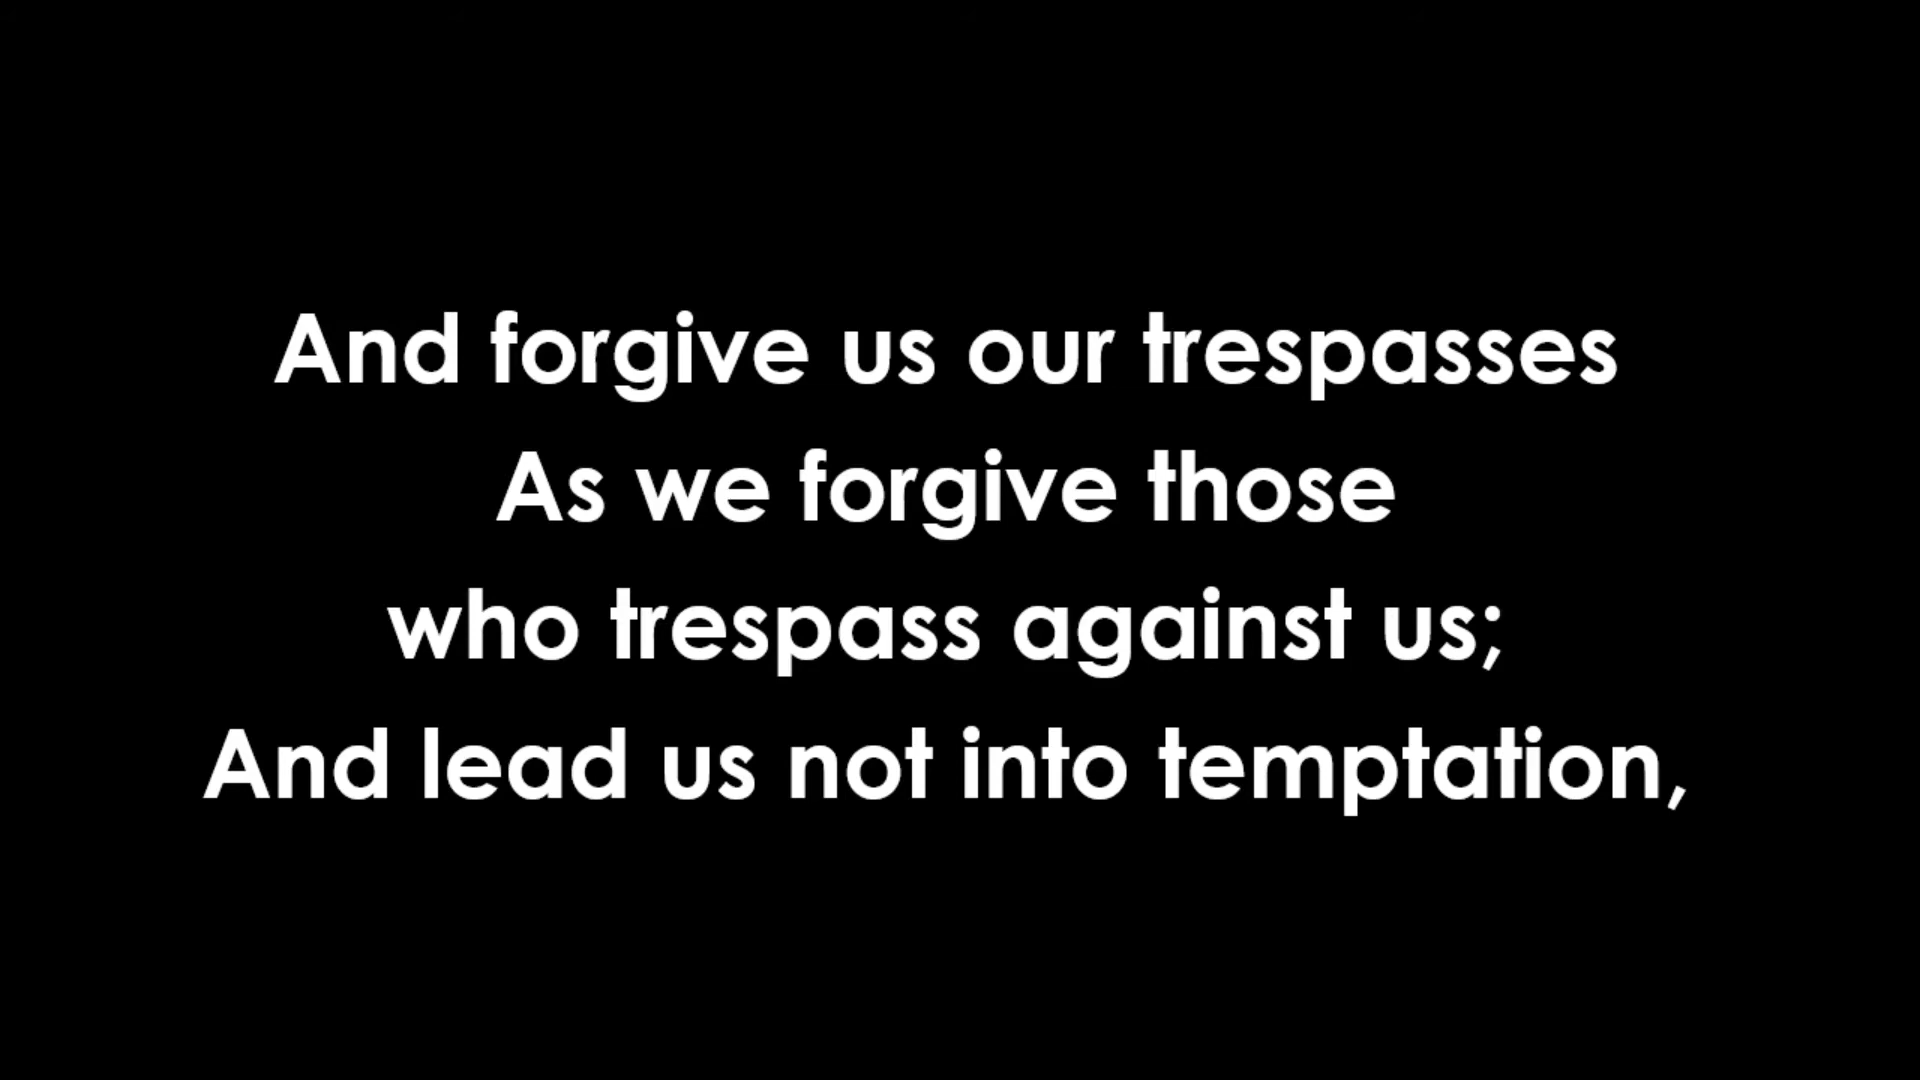 And forgive us our trespasses
As we forgive those
who trespass against us;
And lead us not into temptation,